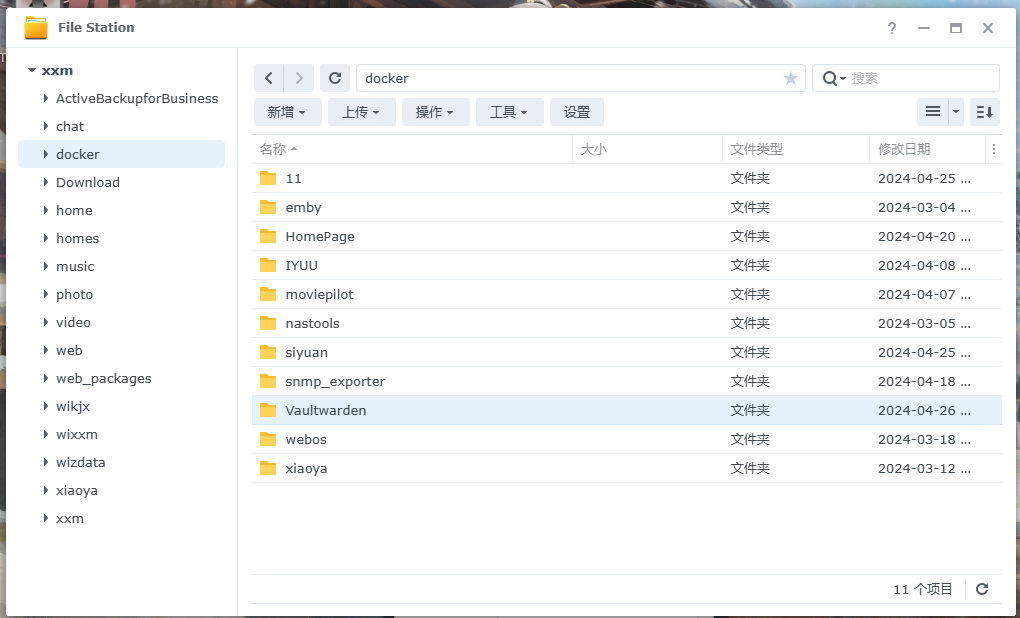 File Station
xxm
ActiveBackupforBusiness
chat
docker
Download
home
homes
music
photo
video
web
web_packages
wikjx
wixxm
wizdata
xiaoya
xxm
docker 搜索
新增 上传 操作 工具 设置
名称 大小 文件类型 修改日期
11 文件夹 2024-04-25 ...
emby 文件夹 2024-03-04 ...
HomePage 文件夹 2024-04-20 ...
IYUU 文件夹 2024-04-08 ...
moviepilot 文件夹 2024-04-07 ...
nastools 文件夹 2024-03-05 ...
siyuan 文件夹 2024-04-25 ...
snmp_exporter 文件夹 2024-04-18 ...
Vaultwarden 文件夹 2024-04-26 ...
webos 文件夹 2024-03-18 ...
xiaoya 文件夹 2024-03-12 ...
11 个项目